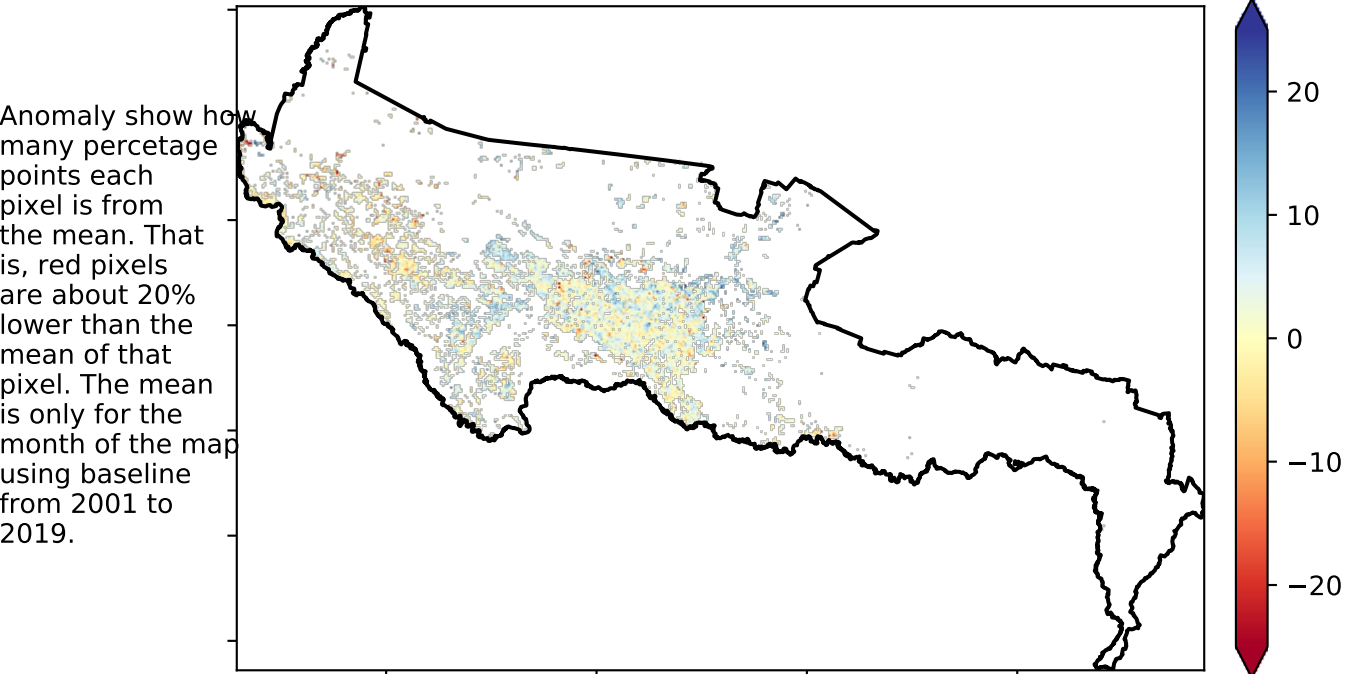 Anomaly show how
many percetage
points each
pixel is from
the mean. That
is, red pixels
are about 20%
lower than the
mean of that
pixel. The mean
is only for the
month of the map
using baseline
from 2001 to
2019.
20
10
0
−10
−20